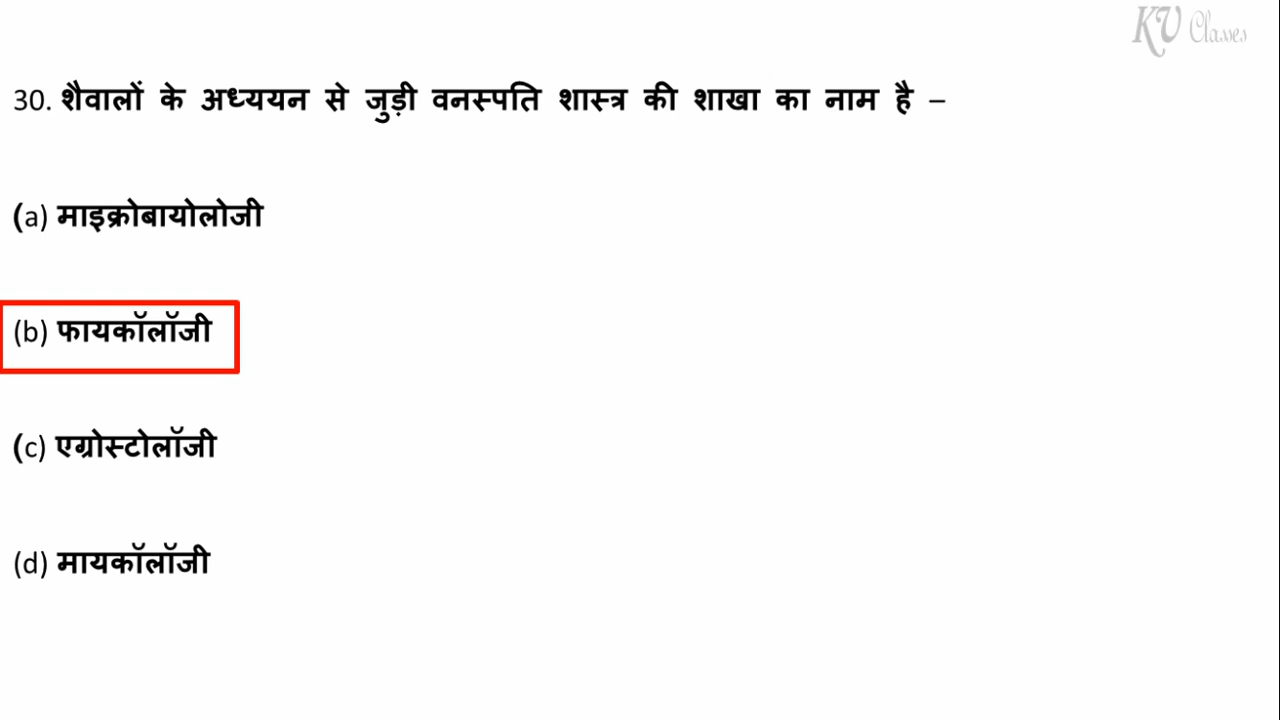 KV Classes
30. शैवालों के अध्ययन से जुड़ी वनस्पति शास्त्र की शाखा का नाम है –
(a) माइक्रोबायोलोजी
(b) फायकॉलॉजी
(c) एग्रोस्टोलॉजी
(d) मायकॉलॉजी